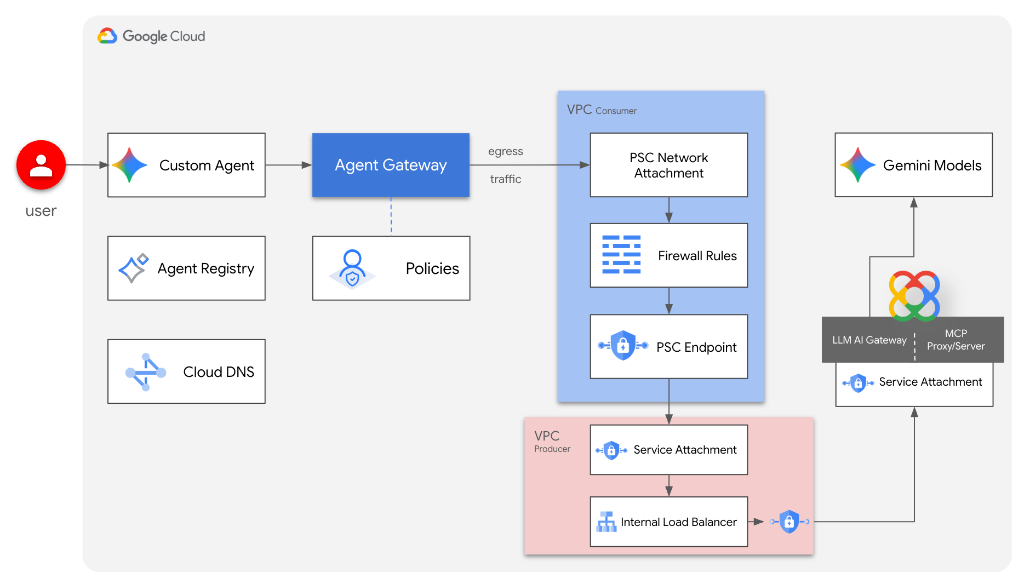 Google Cloud
user
Custom Agent
Agent Registry
Cloud DNS
Agent Gateway
Policies
egress
traffic
VPC Consumer
PSC Network
Attachment
Firewall Rules
PSC Endpoint
VPC
Producer
Service Attachment
Internal Load Balancer
Gemini Models
LLM AI Gateway
MCP
Proxy/Server
Service Attachment